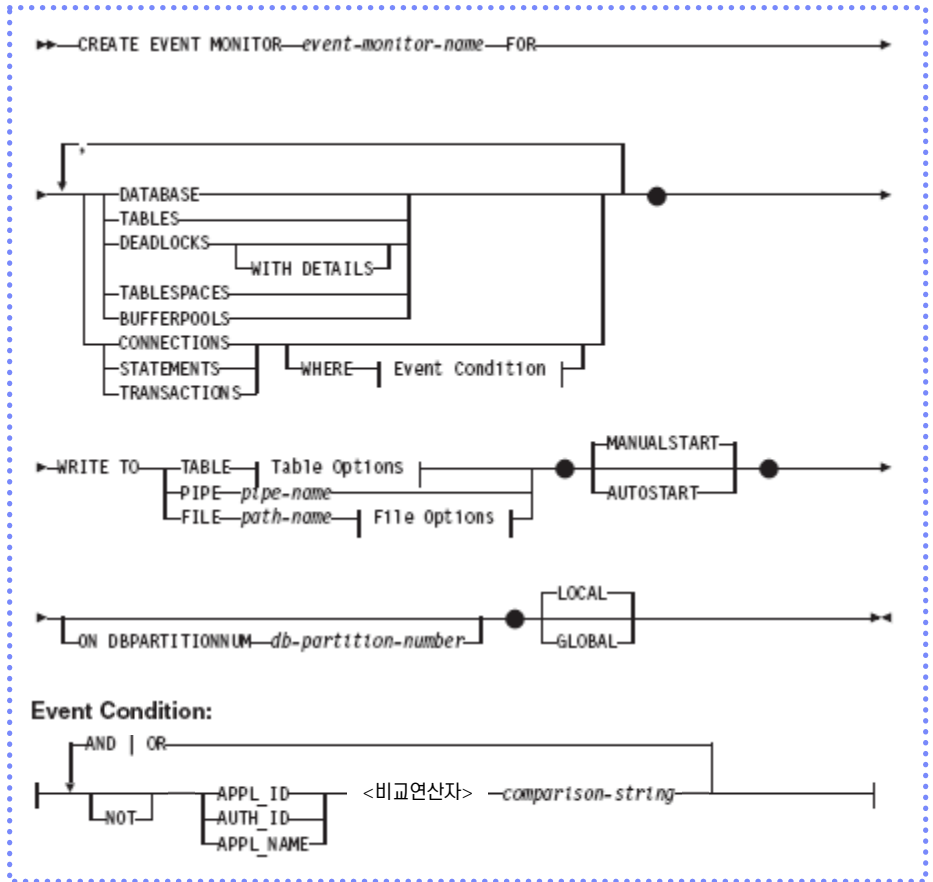 CREATE EVENT MONITOR event-monitor-name FOR
,
DATABASE
TABLES
DEADLOCKS
WITH DETAILS
TABLESPACES
BUFFERPOOLS
CONNECTIONS
STATEMENTS
TRANSACTIONS
WHERE Event Condition
MANUALSTART
WRITE TO TABLE Table Options
PIPE pipe-name
AUTOSTART
FILE path-name File Options
LOCAL
ON DBPARTITIONNUM db-partition-number
GLOBAL
Event Condition:
AND | OR
NOT
APPL_ID <비교연산자> comparison-string
AUTH_ID
APPL_NAME